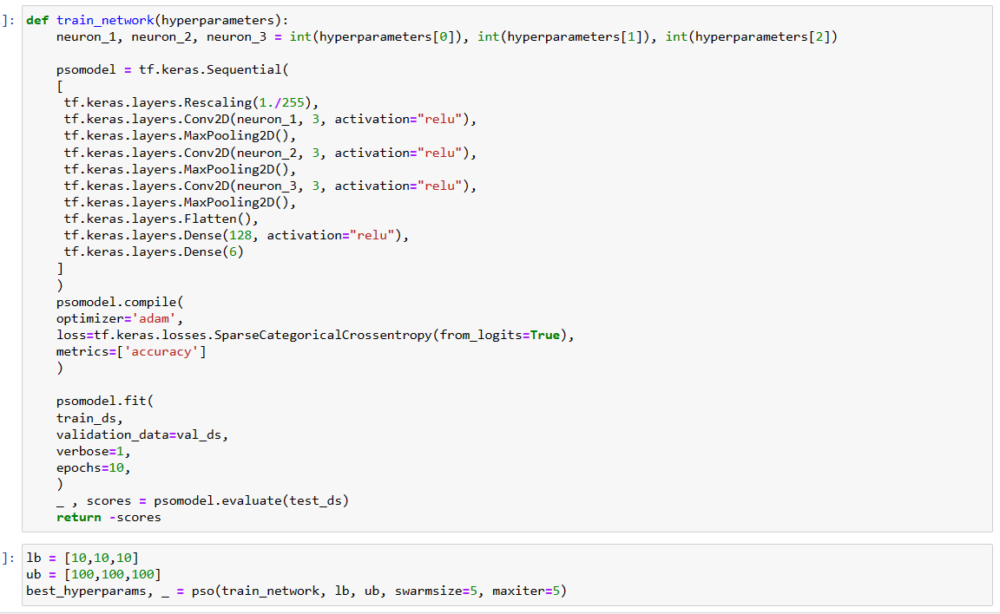 ]: def train_network(hyperparameters):
    neuron_1, neuron_2, neuron_3 = int(hyperparameters[0]), int(hyperparameters[1]), int(hyperparameters[2])

    psomodel = tf.keras.Sequential(
    [
     tf.keras.layers.Rescaling(1./255),
     tf.keras.layers.Conv2D(neuron_1, 3, activation="relu"),
     tf.keras.layers.MaxPooling2D(),
     tf.keras.layers.Conv2D(neuron_2, 3, activation="relu"),
     tf.keras.layers.MaxPooling2D(),
     tf.keras.layers.Conv2D(neuron_3, 3, activation="relu"),
     tf.keras.layers.MaxPooling2D(),
     tf.keras.layers.Flatten(),
     tf.keras.layers.Dense(128, activation="relu"),
     tf.keras.layers.Dense(6)
    ]
    )
    psomodel.compile(
    optimizer='adam',
    loss=tf.keras.losses.SparseCategoricalCrossentropy(from_logits=True),
    metrics=['accuracy']
    )

    psomodel.fit(
    train_ds,
    validation_data=val_ds,
    verbose=1,
    epochs=10,
    )
    _ , scores = psomodel.evaluate(test_ds)
    return -scores
]: lb = [10,10,10]
ub = [100,100,100]
best_hyperparams, _ = pso(train_network, lb, ub, swarmsize=5, maxiter=5)